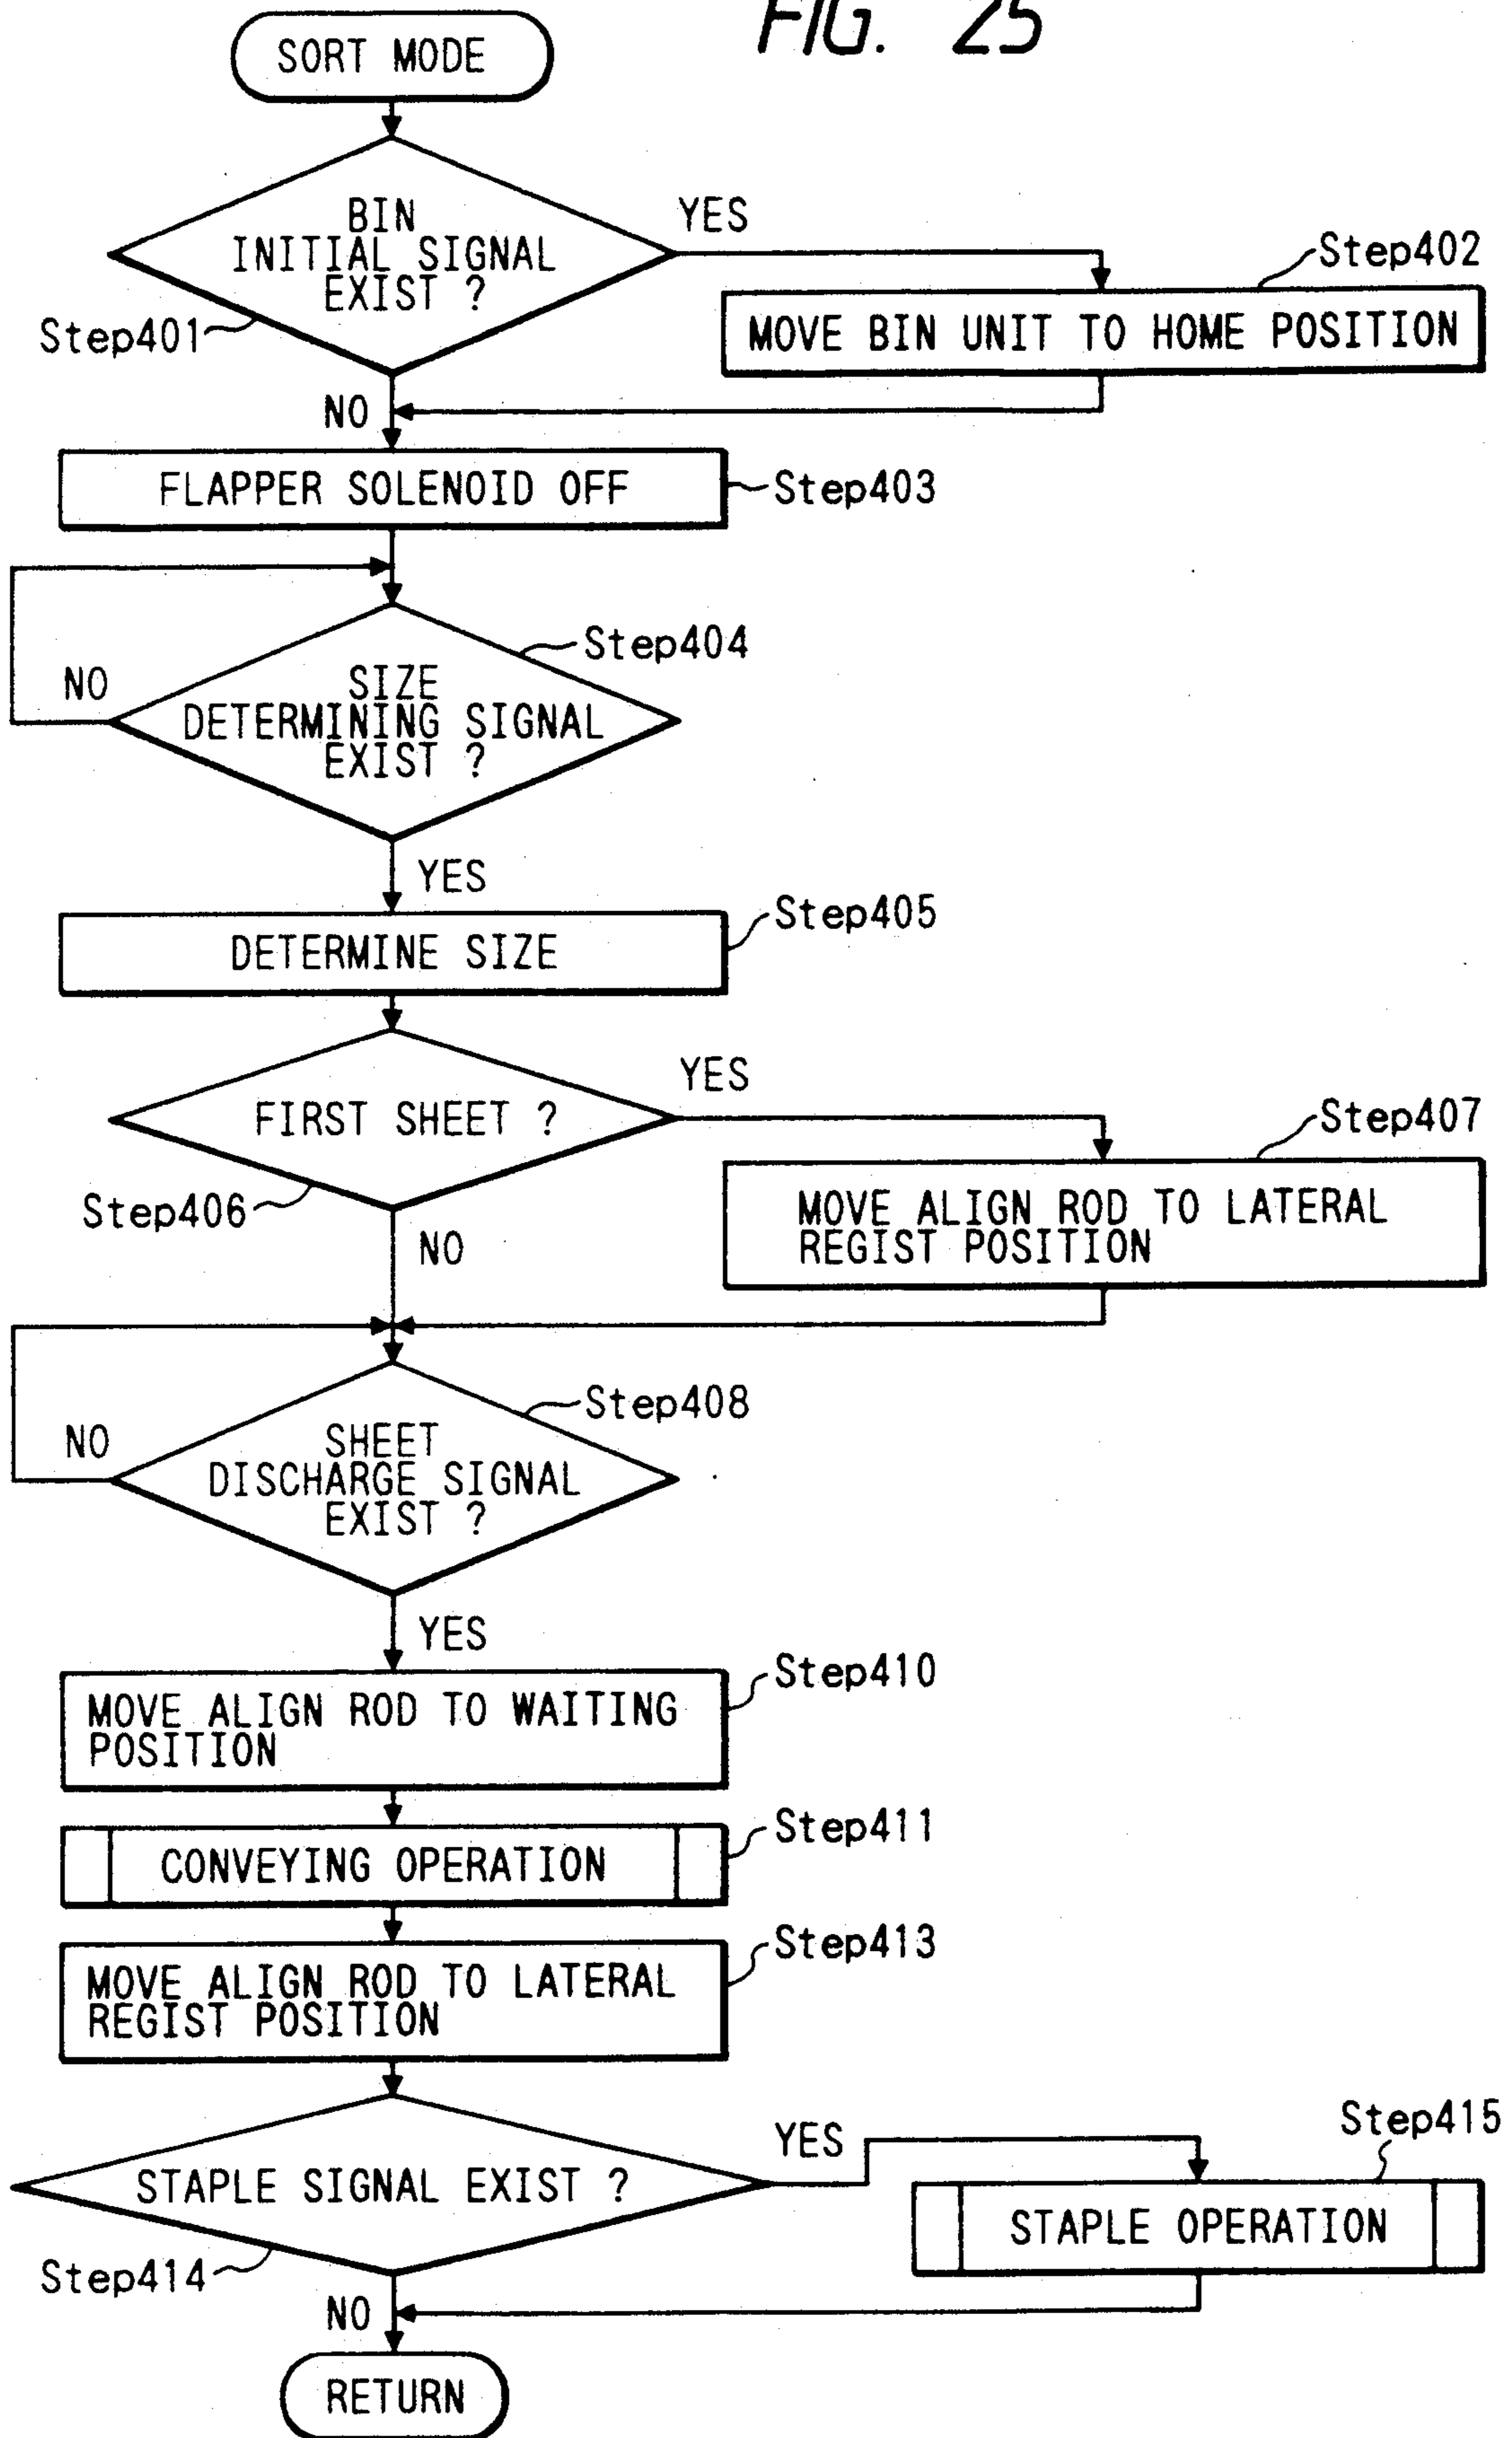 FIG. 25
SORT MODE
BIN
INITIAL SIGNAL
EXIST ?
YES
Step401
Step402
MOVE BIN UNIT TO HOME POSITION
NO
FLAPPER SOLENOID OFF
Step403
Step404
NO
SIZE
DETERMINING SIGNAL
EXIST ?
YES
Step405
DETERMINE SIZE
YES
FIRST SHEET ?
Step406
Step407
MOVE ALIGN ROD TO LATERAL
REGIST POSITION
NO
Step408
NO
SHEET
DISCHARGE SIGNAL
EXIST ?
YES
Step410
MOVE ALIGN ROD TO WAITING
POSITION
Step411
CONVEYING OPERATION
Step413
MOVE ALIGN ROD TO LATERAL
REGIST POSITION
YES
Step415
STAPLE SIGNAL EXIST ?
STAPLE OPERATION
Step414
NO
RETURN